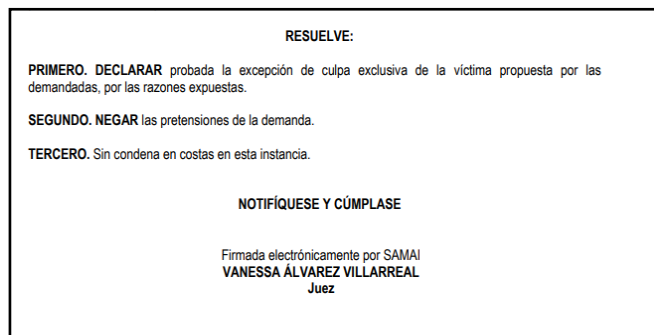 RESUELVE:
PRIMERO. DECLARAR probada la excepción de culpa exclusiva de la víctima propuesta por las
demandadas, por las razones expuestas.
SEGUNDO. NEGAR las pretensiones de la demanda.
TERCERO. Sin condena en costas en esta instancia.
NOTIFÍQUESE Y CÚMPLASE
Firmada electrónicamente por SAMAI
VANESSA ÁLVAREZ VILLARREAL
Juez